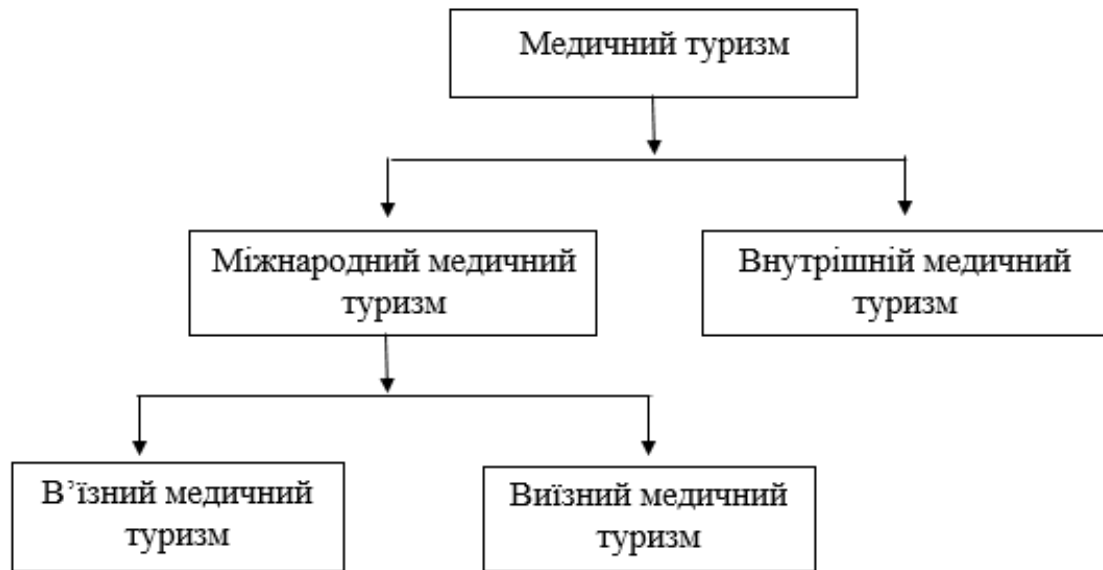 Медичний туризм
Міжнародний медичний
туризм
Внутрішній медичний
туризм
В’їзний медичний
туризм
Виїзний медичний
туризм